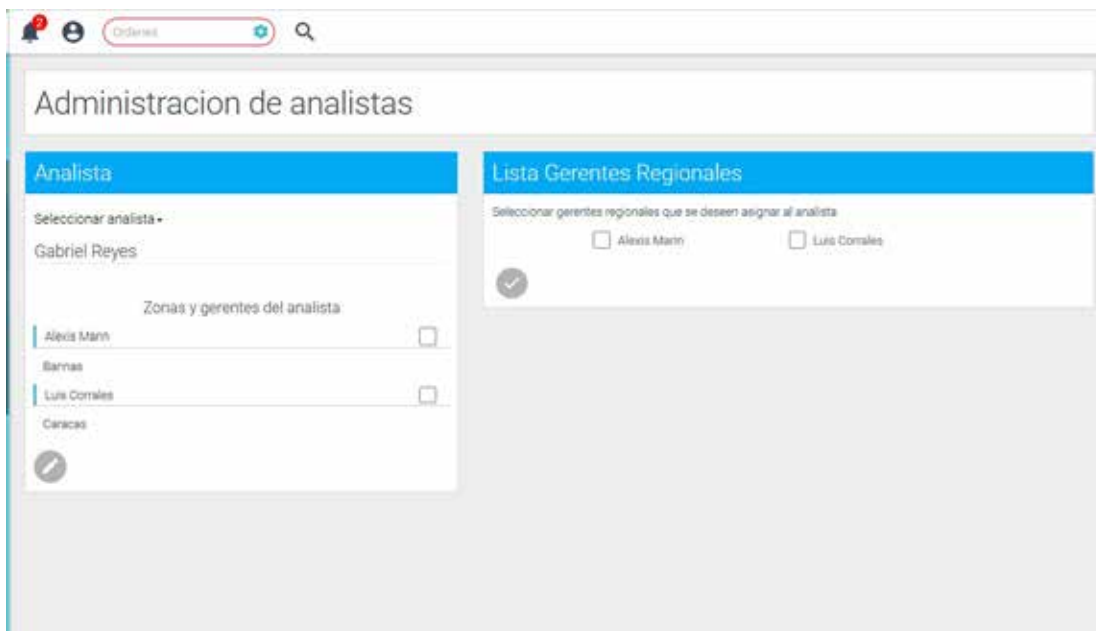 2
Ordenes
Administracion de analistas
Analista
Seleccionar analista
Gabriel Reyes
Zonas y gerentes del analista
Alexis Marin
Barinas
Luis Corrales
Caracas
Lista Gerentes Regionales
Seleccionar gerentes regionales que se deseen asignar al analista
Alexis Marin
Luis Corrales